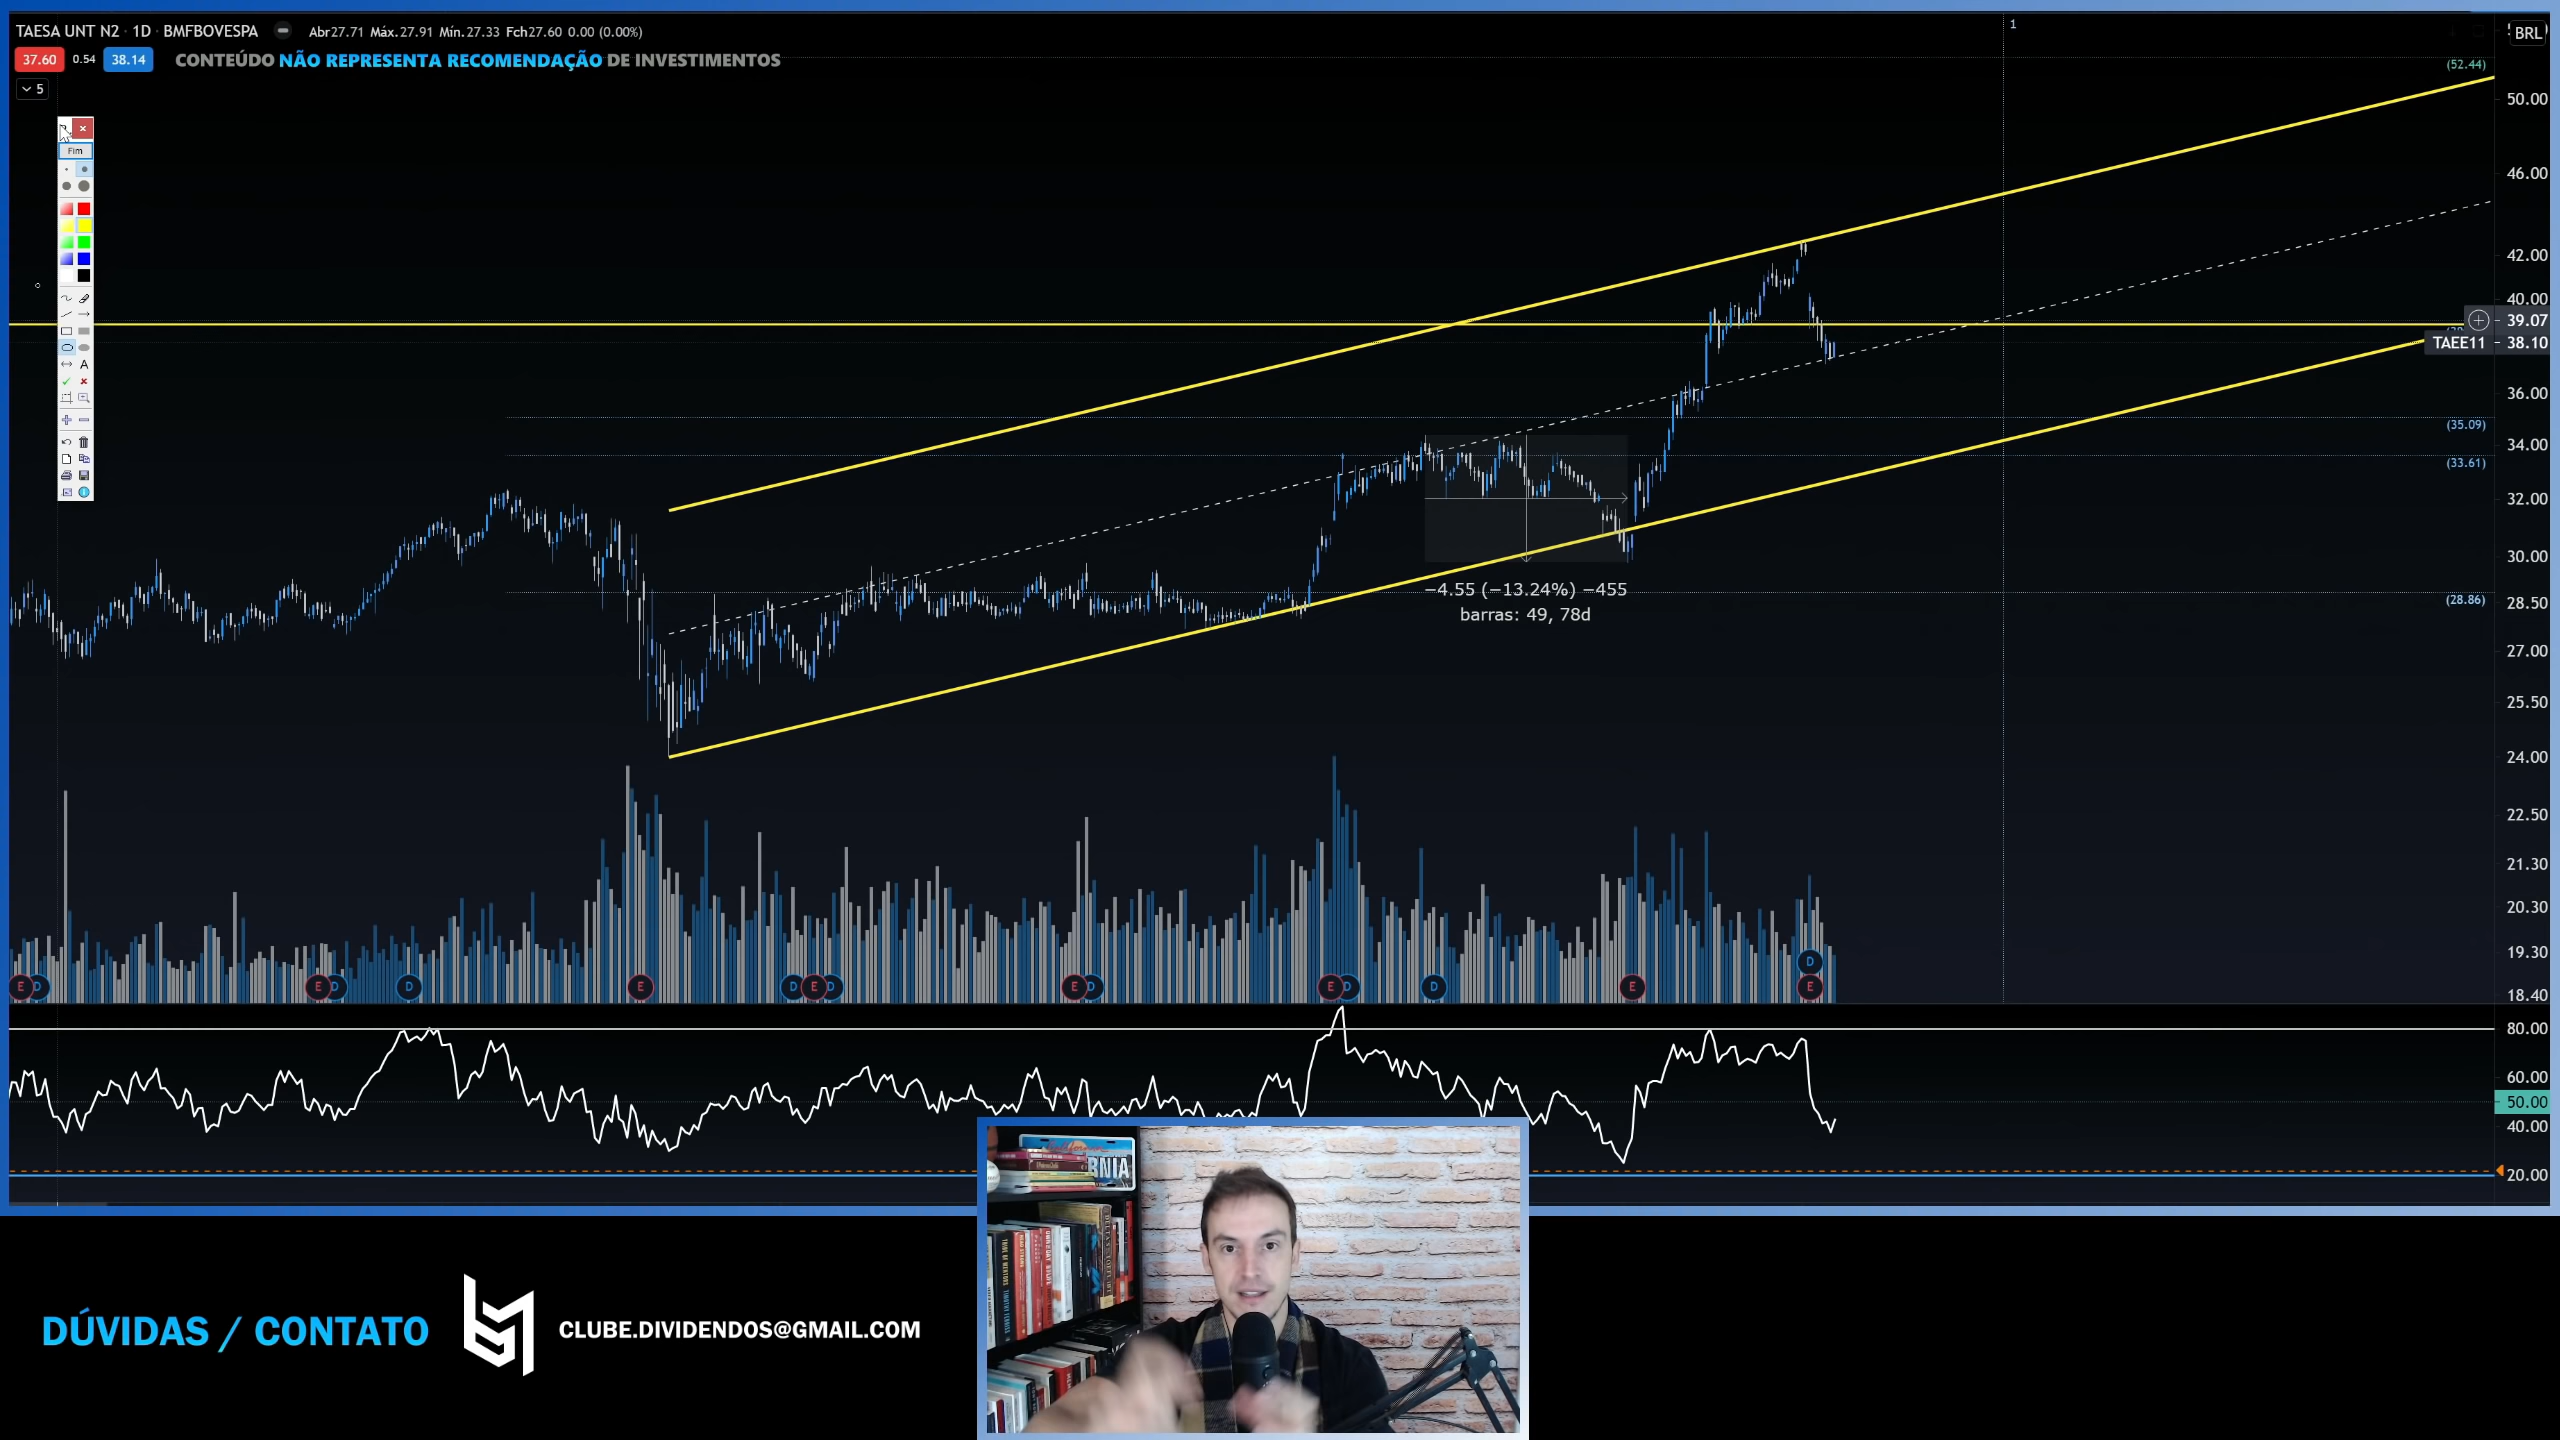 TAESA UNT N2 · 1D · BMFBOVESPA
Abr27.71 Máx.27.91 Mín.27.33 Fch27.60 0.00 (0.00%)
37.60 0.54 38.14
CONTEÚDO NÃO REPRESENTA RECOMENDAÇÃO DE INVESTIMENTOS
5
1
BRL
(52.44)
50.00
Fim
46.00
42.00
40.00
39.07
TAEE11
38.10
36.00
(35.09)
34.00
(33.61)
32.00
30.00
−4.55 (−13.24%) −455
barras: 49, 78d
(28.86)
28.50
27.00
25.50
24.00
22.50
21.30
20.30
19.30
18.40
E D E D D E D E D E D E D D E D E
80.00
60.00
50.00
40.00
20.00
DÚVIDAS / CONTATO
CLUBE.DIVIDENDOS@GMAIL.COM